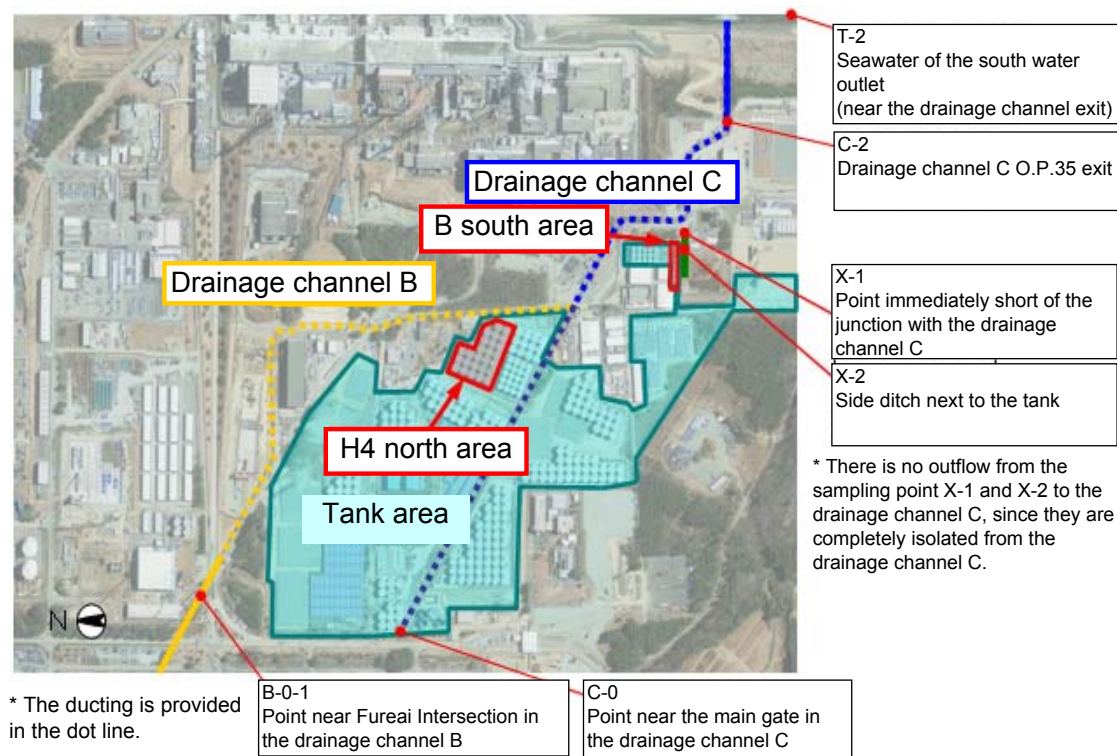 T-2
Seawater of the south water
outlet
(near the drainage channel exit)
C-2
Drainage channel C O.P.35 exit
Drainage channel C
B south area
Drainage channel B
X-1
Point immediately short of the
junction with the drainage
channel C
X-2
Side ditch next to the tank
H4 north area
Tank area
* There is no outflow from the
sampling point X-1 and X-2 to the
drainage channel C, since they are
completely isolated from the
drainage channel C.
N
* The ducting is provided
in the dot line.
B-0-1
Point near Fureai Intersection in
the drainage channel B
C-0
Point near the main gate in
the drainage channel C